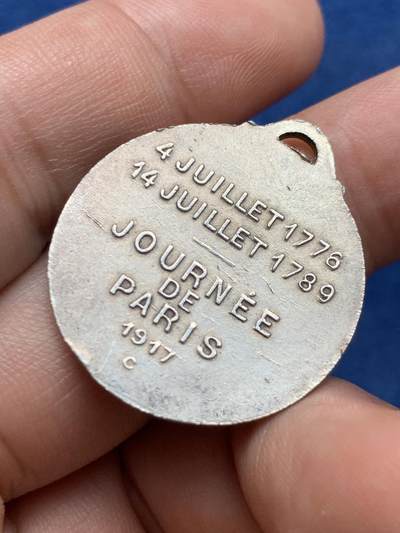 4 JUILLET 1776
14 JUILLET 1789
JOURNÉE
DE
PARIS
1917
C